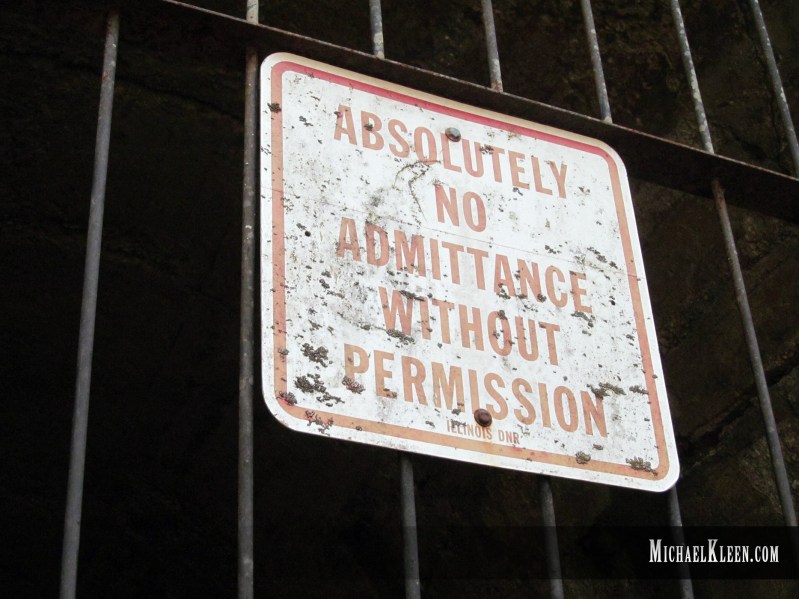 ABSOLUTELY
NO
ADMITTANCE
WITHOUT
PERMISSION
ILLINOIS DNR
MICHAELKLEEN.COM